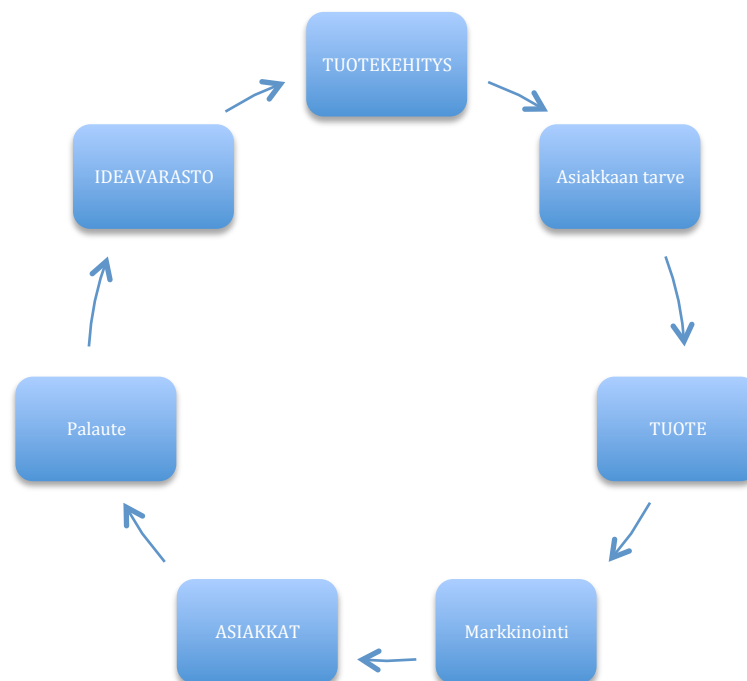 TUOTEKEHITYS
Asiakkaan tarve
TUOTE
Markkinointi
ASIAKKAT
Palaute
IDEAVARASTO